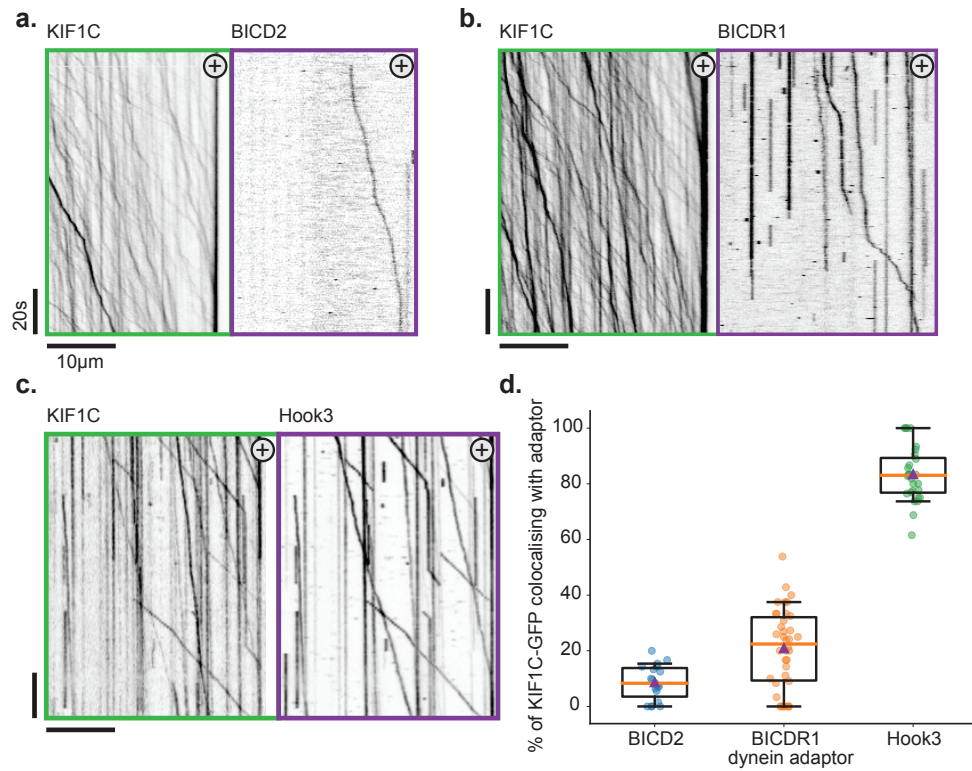 a.
KIF1C BICD2
+ +
20s
10μm
b.
KIF1C BICDR1
+ +
c.
KIF1C Hook3
+ +
d.
% of KIF1C-GFP colocalising with adaptor
100
80
60
40
20
0
BICD2 BICDR1 Hook3
dynein adaptor